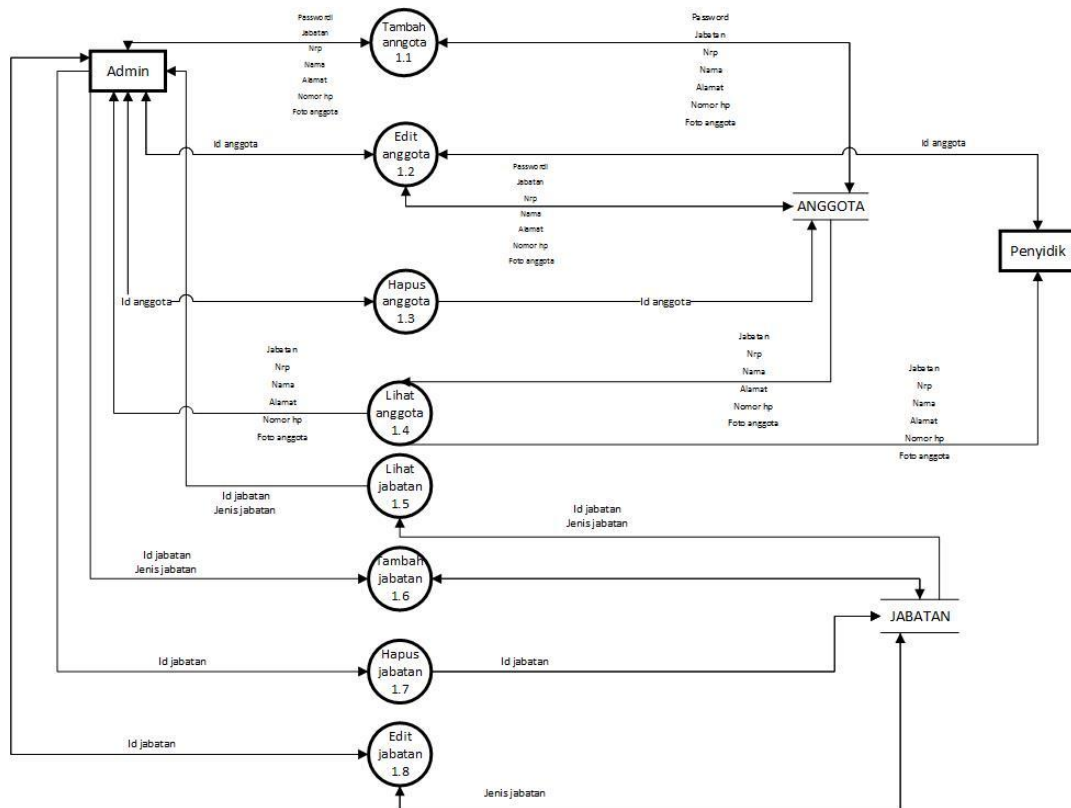 Passwordl
Jabatan
Nrp
Nama
Alamat
Nomor hp
Foto anggota
Tambah
anngota
1.1
Password
Jabatan
Nrp
Nama
Alamat
Nomor hp
Foto anggota
Admin
Id anggota
Edit
anggota
1.2
Id anggota
Passwordl
Jabatan
Nrp
Nama
Alamat
Nomor hp
Foto anggota
ANGGOTA
Penyidik
Id anggota
Hapus
anggota
1.3
Id anggota
Jabatan
Nrp
Nama
Alamat
Nomor hp
Foto anggota
Lihat
anggota
1.4
Jabatan
Nrp
Nama
Alamat
Nomor hp
Foto anggota
Jabatan
Nrp
Nama
Alamat
Nomor hp
Foto anggota
Lihat
jabatan
1.5
Id jabatan
Jenis jabatan
Id jabatan
Jenis jabatan
Id jabatan
Jenis jabatan
Tambah
jabatan
1.6
JABATAN
Id jabatan
Hapus
jabatan
1.7
Id jabatan
Id jabatan
Edit
jabatan
1.8
Jenis jabatan